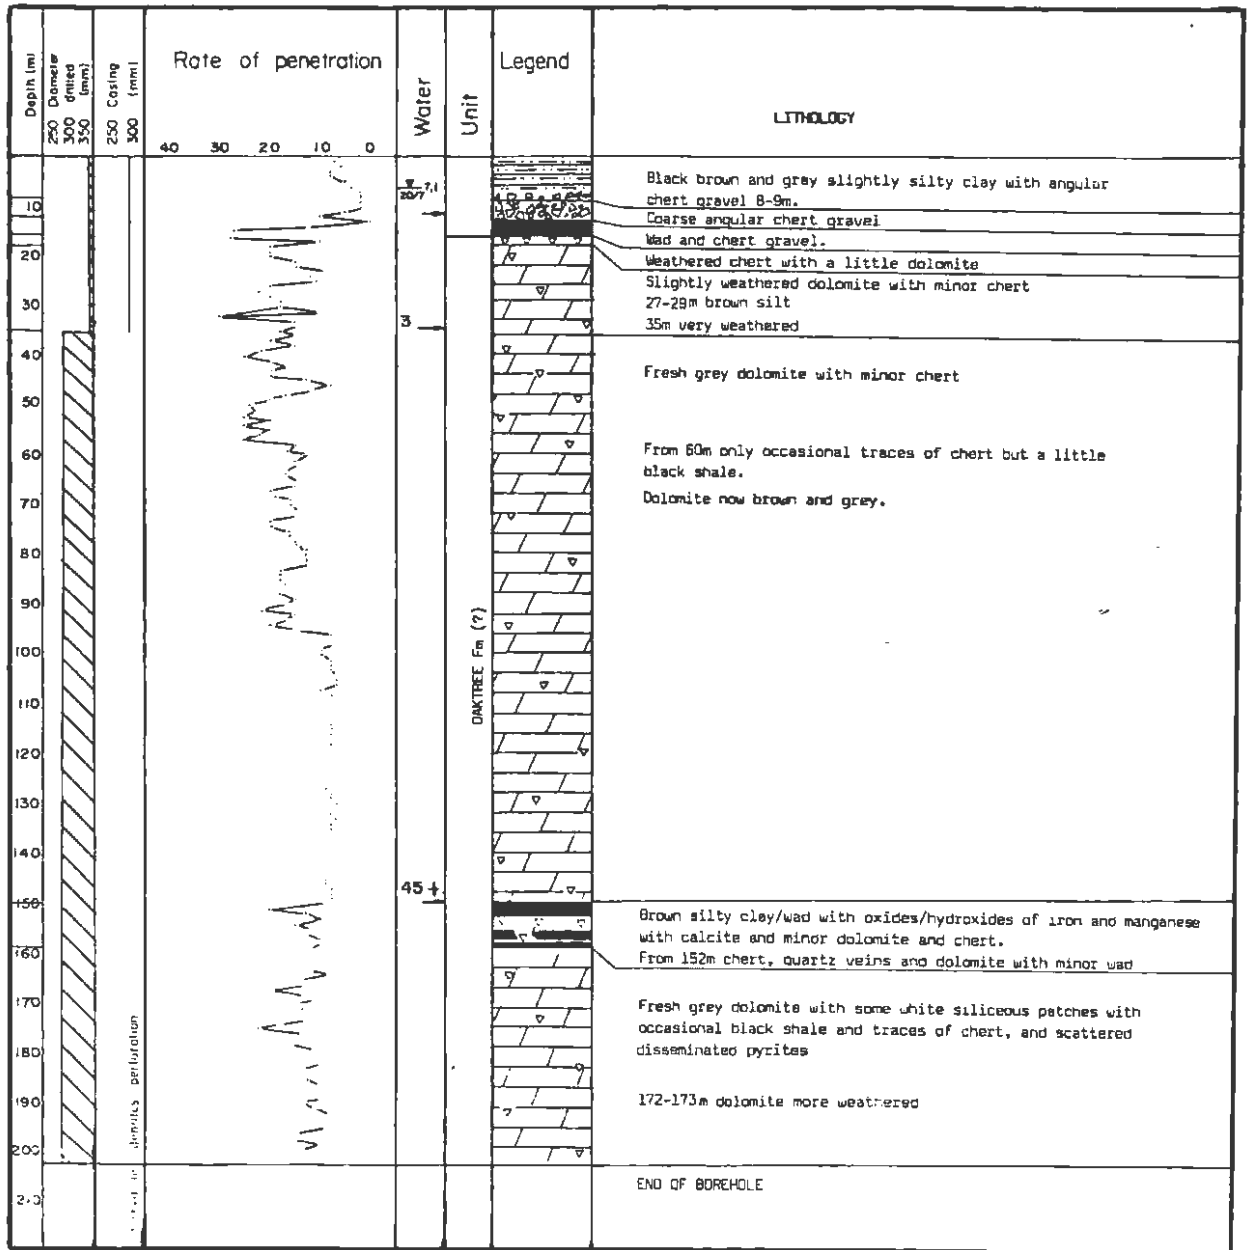 Depth (m)
250 Diameter
300 drilled
350 (mm)
250 Casing
300 (mm)
Rate of penetration
40 30 20 10 0
Water
Unit
Legend
LITHOLOGY
10
20
30
40
50
60
70
80
90
100
110
120
130
140
150
160
170
180
190
200
210
7,1
20/7
3
45 +
OAKTREE Fm (?)
Black brown and grey slightly silty clay with angular
chert gravel 8-9m.
Coarse angular chert gravel
Wad and chert gravel.
Weathered chert with a little dolomite
Slightly weathered dolomite with minor chert
27-29m brown silt
35m very weathered
Fresh grey dolomite with minor chert
From 60m only occasional traces of chert but a little
black shale.
Dolomite now brown and grey.
Brown silty clay/wad with oxides/hydroxides of iron and manganese
with calcite and minor dolomite and chert.
From 152m chert, quartz veins and dolomite with minor wad
Fresh grey dolomite with some white siliceous patches with
occasional black shale and traces of chert, and scattered
disseminated pyrites
172-173m dolomite more weathered
END OF BOREHOLE
denotes perforation